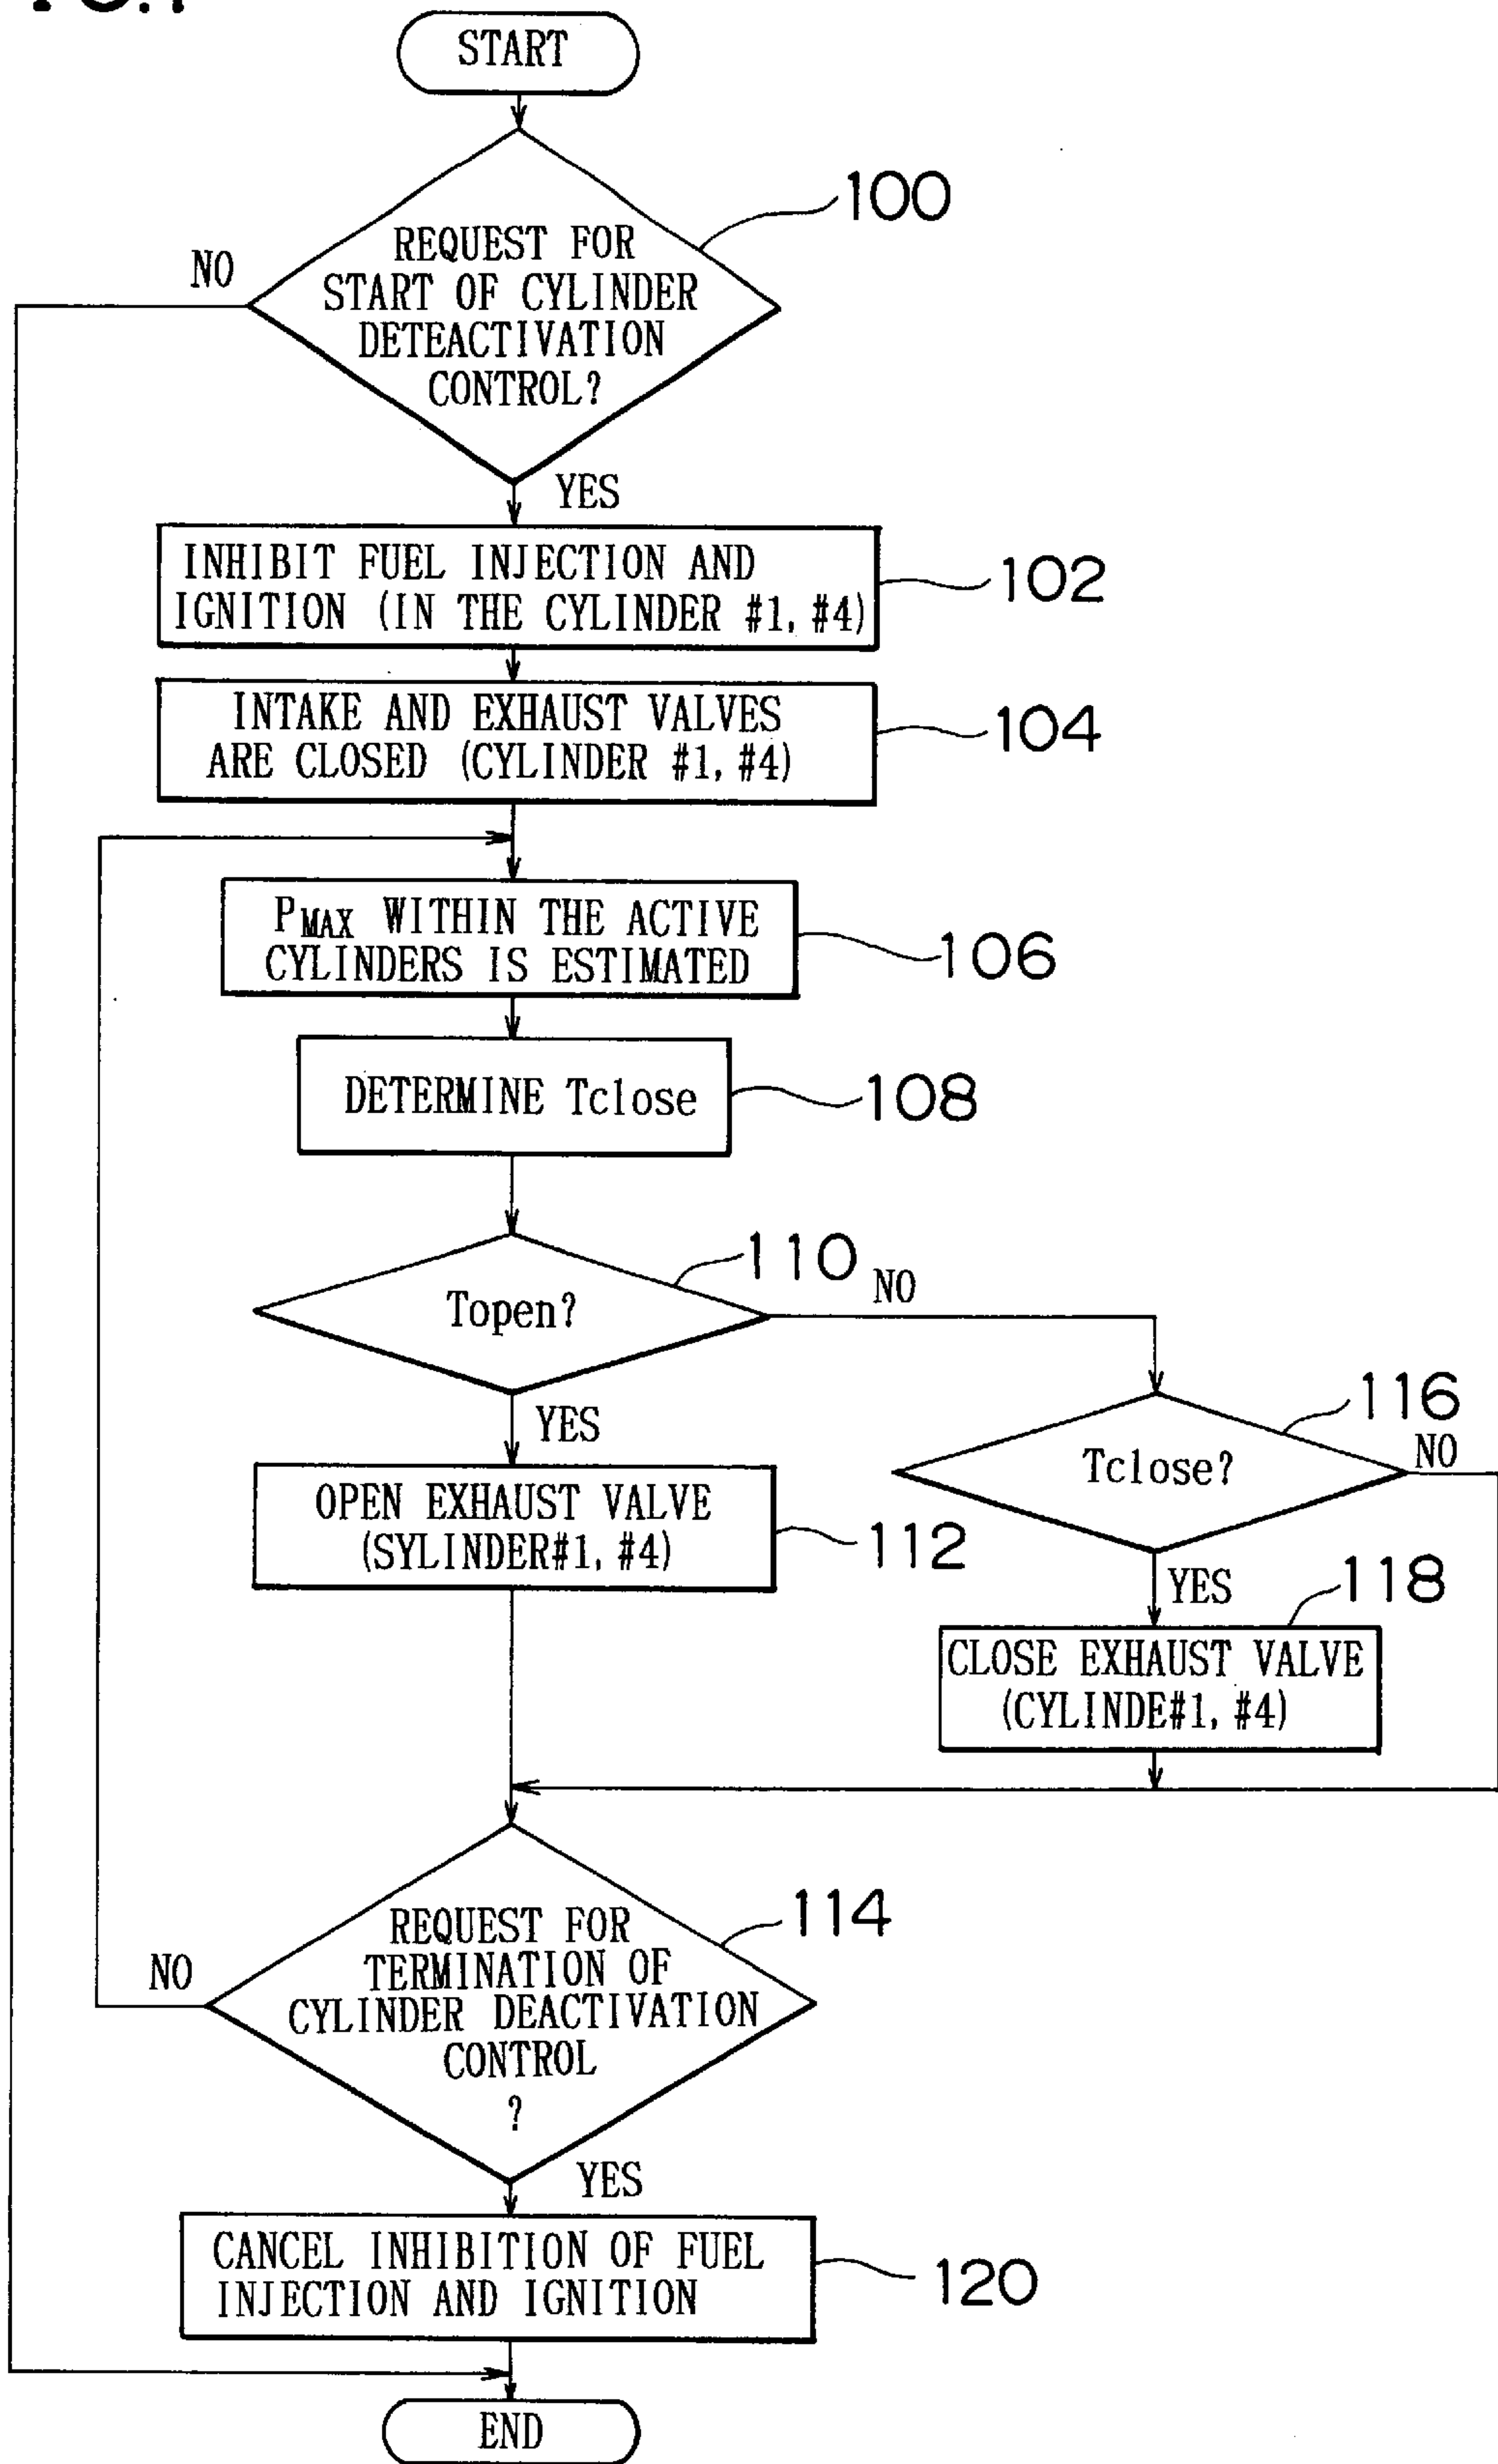 START
100
REQUEST FOR
START OF CYLINDER
DETEACTIVATION
CONTROL?
NO
YES
INHIBIT FUEL INJECTION AND
IGNITION (IN THE CYLINDER #1, #4)
102
INTAKE AND EXHAUST VALVES
ARE CLOSED (CYLINDER #1, #4)
104
PMAX WITHIN THE ACTIVE
CYLINDERS IS ESTIMATED
106
DETERMINE Tclose
108
110
Topen?
NO
YES
116
Tclose?
NO
YES
OPEN EXHAUST VALVE
(SYLINDER#1, #4)
112
118
CLOSE EXHAUST VALVE
(CYLINDE#1, #4)
114
REQUEST FOR
TERMINATION OF
CYLINDER DEACTIVATION
CONTROL
?
NO
YES
CANCEL INHIBITION OF FUEL
INJECTION AND IGNITION
120
END